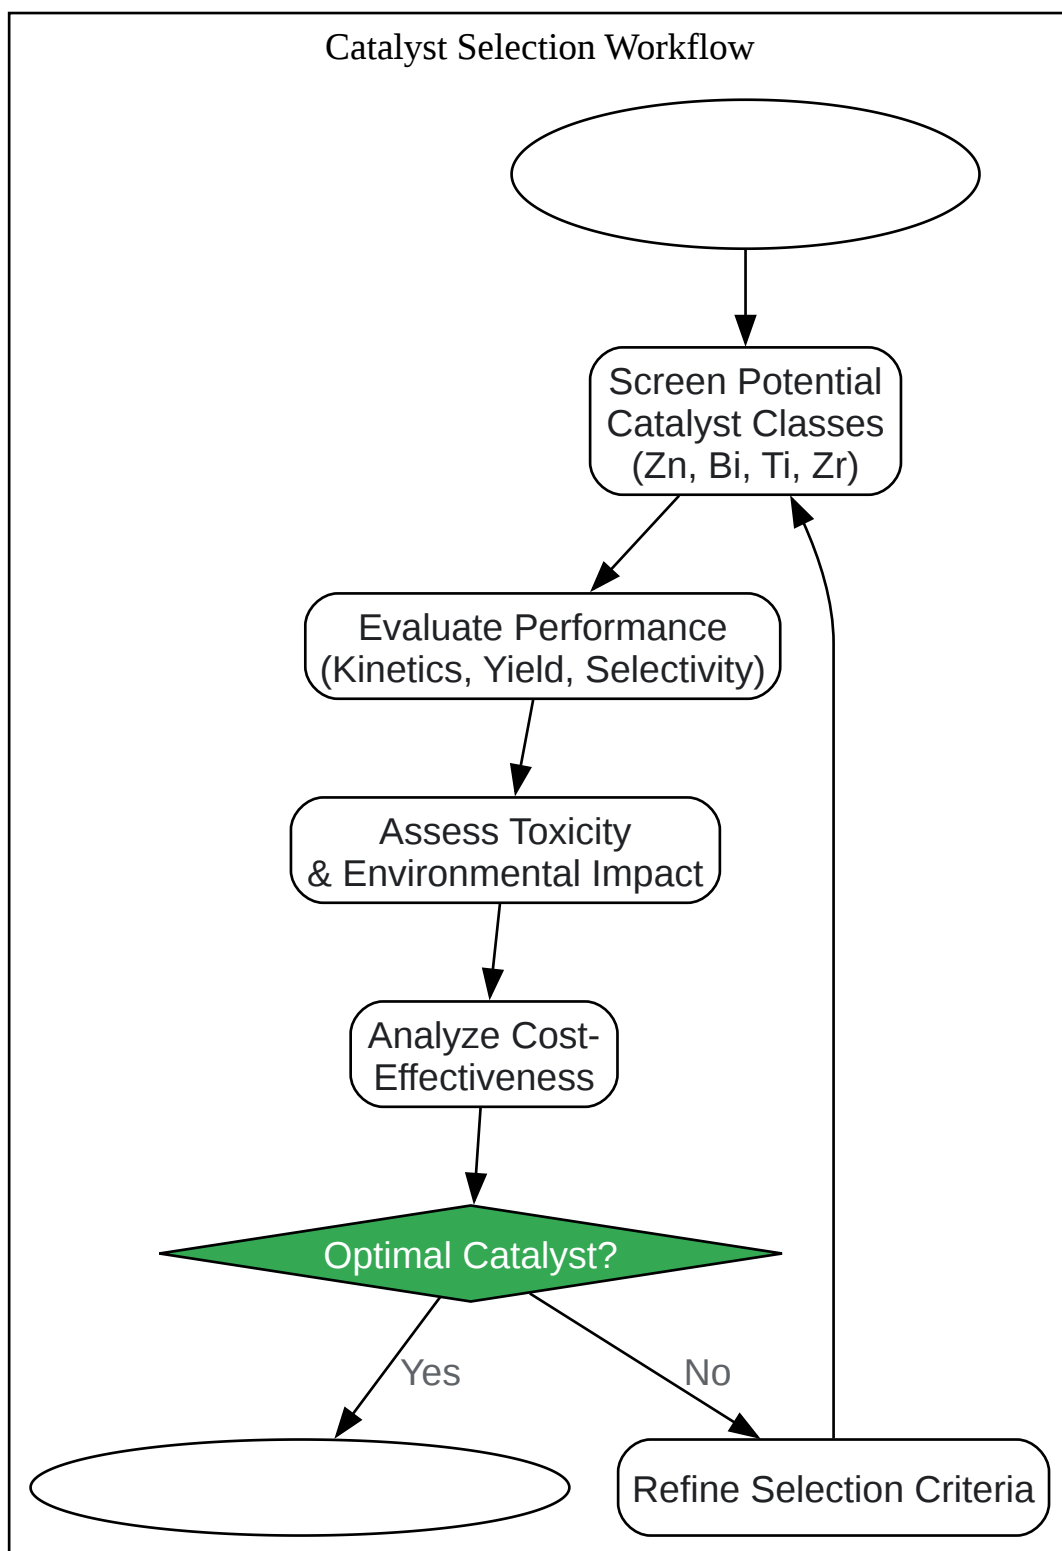 Catalyst Selection Workflow
Screen Potential
Catalyst Classes
(Zn, Bi, Ti, Zr)
Evaluate Performance
(Kinetics, Yield, Selectivity)
Assess Toxicity
& Environmental Impact
Analyze Cost-
Effectiveness
Optimal Catalyst?
Yes
No
Refine Selection Criteria